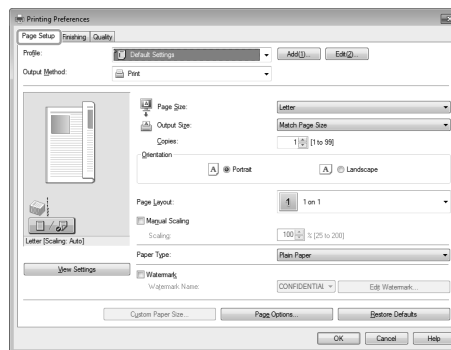 Printing Preferences
Page Setup Finishing Quality
Profile: Default Settings Add(1)... Edit(2)...
Output Method: Print
Page Size: Letter
Output Size: Match Page Size
Copies: 1 [1 to 99]
Orientation
A Portrait A Landscape
Page Layout: 1 1 on 1
Manual Scaling
Scaling: 100 % [25 to 200]
Letter [Scaling: Auto]
Paper Type: Plain Paper
View Settings
Watermark
Watermark Name: CONFIDENTIAL Edit Watermark...
Custom Paper Size... Page Options... Restore Defaults
OK Cancel Help